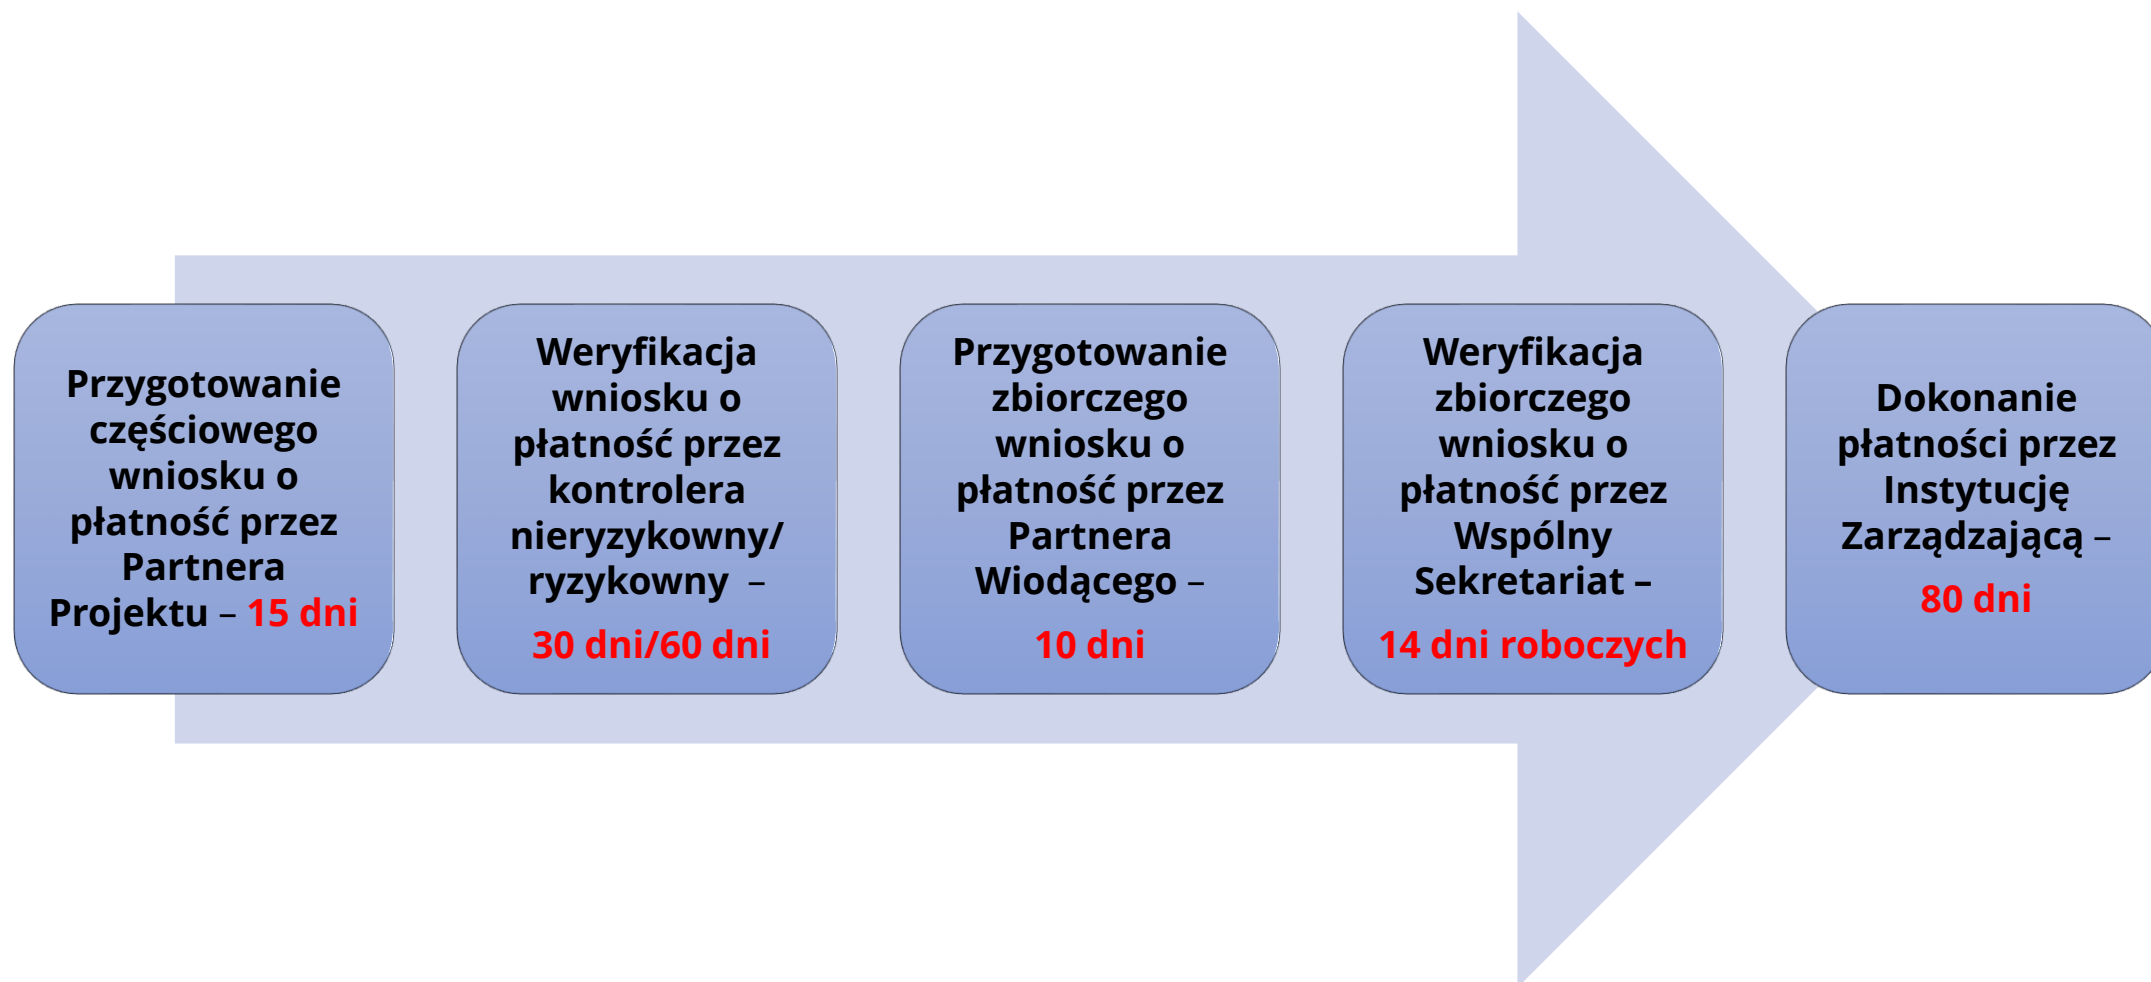 Przygotowanie
częściowego
wniosku o
płatność przez
Partnera
Projektu – 15 dni
Weryfikacja
wniosku o
płatność przez
kontrolera
nieryzykowny/
ryzykowny –
30 dni/60 dni
Przygotowanie
zbiorczego
wniosku o
płatność przez
Partnera
Wiodącego –
10 dni
Weryfikacja
zbiorczego
wniosku o
płatność przez
Wspólny
Sekretariat –
14 dni roboczych
Dokonanie
płatności przez
Instytucję
Zarządzającą –
80 dni